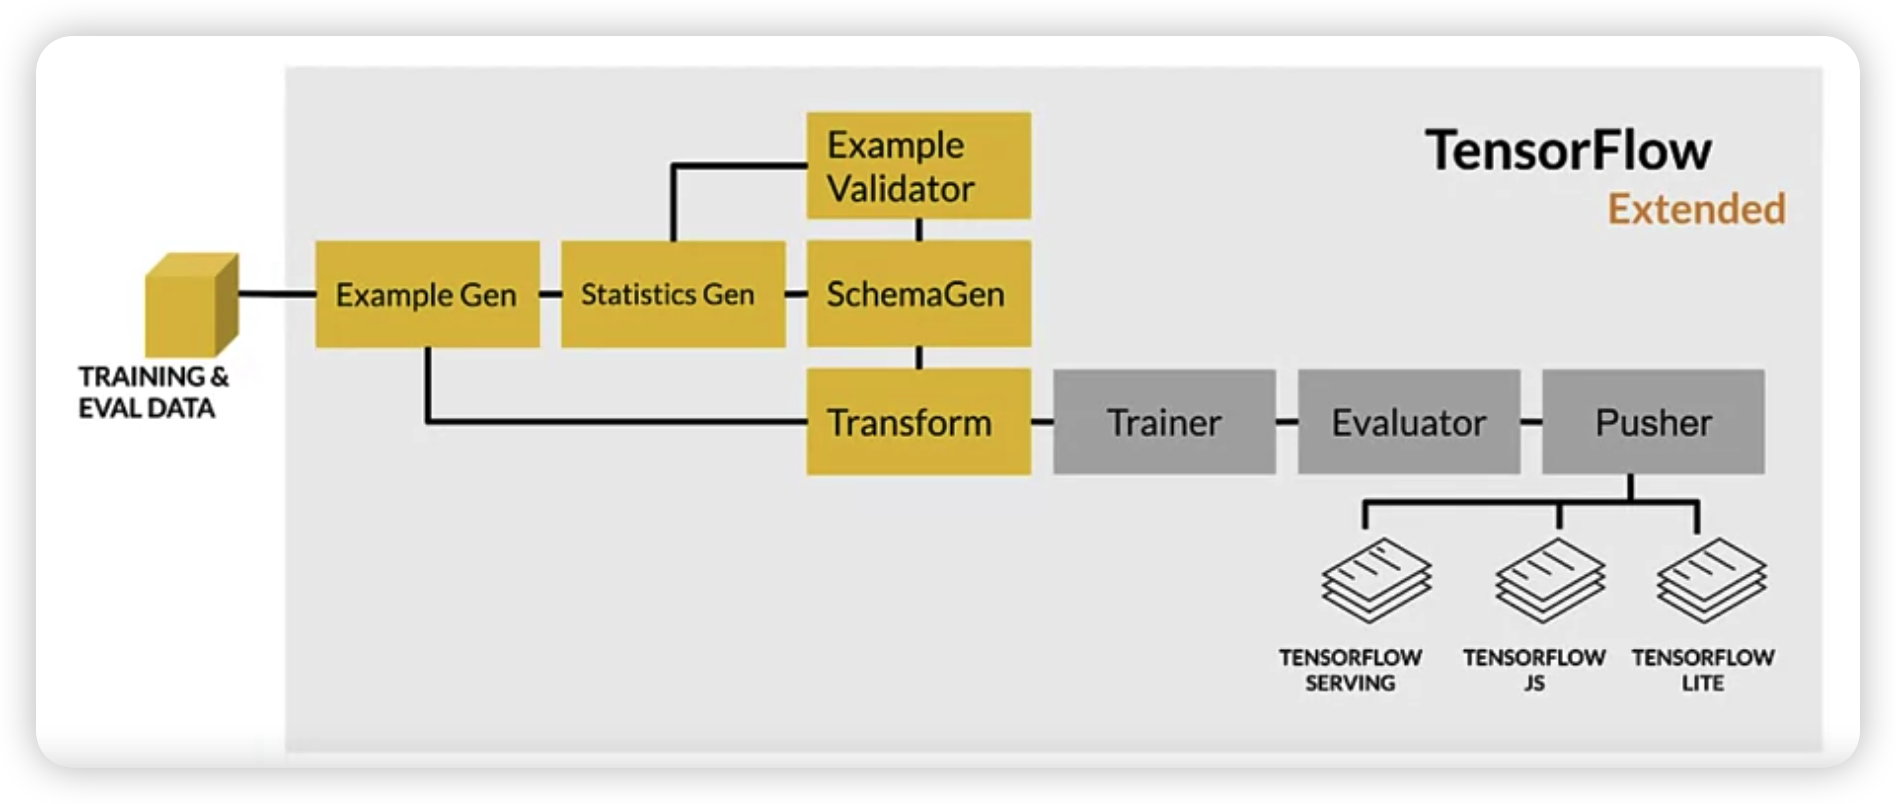 TensorFlow
Extended
Example
Validator
Example Gen
Statistics Gen
SchemaGen
TRAINING &
EVAL DATA
Transform
Trainer
Evaluator
Pusher
TENSORFLOW
SERVING
TENSORFLOW
JS
TENSORFLOW
LITE